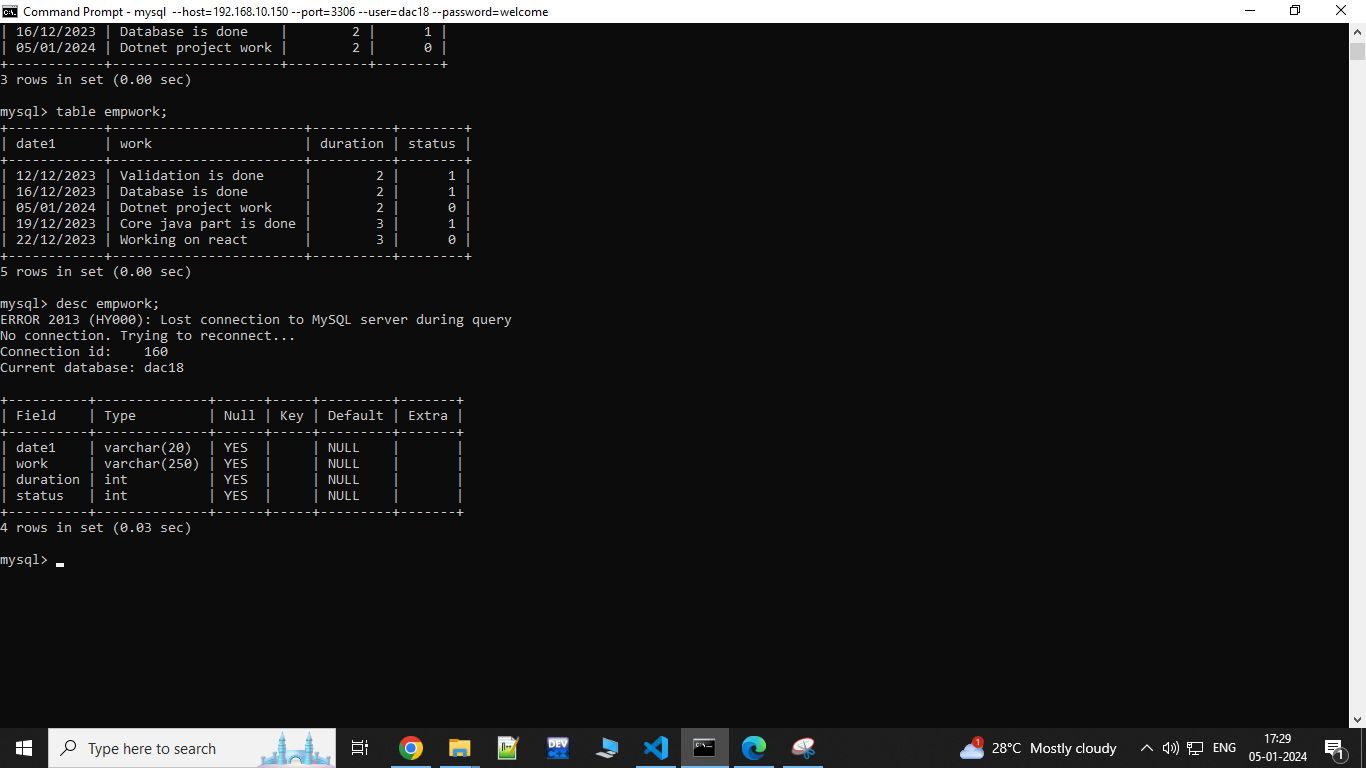 Command Prompt - mysql --host=192.168.10.150 --port=3306 --user=dac18 --password=welcome
| 16/12/2023 | Database is done    |        2 |      1 |
| 05/01/2024 | Dotnet project work |        2 |      0 |
+------------+---------------------+----------+--------+
3 rows in set (0.00 sec)
mysql> table empwork;
+------------+------------------------+----------+--------+
| date1      | work                   | duration | status |
+------------+------------------------+----------+--------+
| 12/12/2023 | Validation is done     |        2 |      1 |
| 16/12/2023 | Database is done       |        2 |      1 |
| 05/01/2024 | Dotnet project work    |        2 |      0 |
| 19/12/2023 | Core java part is done |        3 |      1 |
| 22/12/2023 | Working on react       |        3 |      0 |
+------------+------------------------+----------+--------+
5 rows in set (0.00 sec)
mysql> desc empwork;
ERROR 2013 (HY000): Lost connection to MySQL server during query
No connection. Trying to reconnect...
Connection id:    160
Current database: dac18
+----------+--------------+------+-----+---------+-------+
| Field    | Type         | Null | Key | Default | Extra |
+----------+--------------+------+-----+---------+-------+
| date1    | varchar(20)  | YES  |     | NULL    |       |
| work     | varchar(250) | YES  |     | NULL    |       |
| duration | int          | YES  |     | NULL    |       |
| status   | int          | YES  |     | NULL    |       |
+----------+--------------+------+-----+---------+-------+
4 rows in set (0.03 sec)
mysql>
Type here to search
DEV
1
28°C Mostly cloudy
ENG
17:29
05-01-2024
1